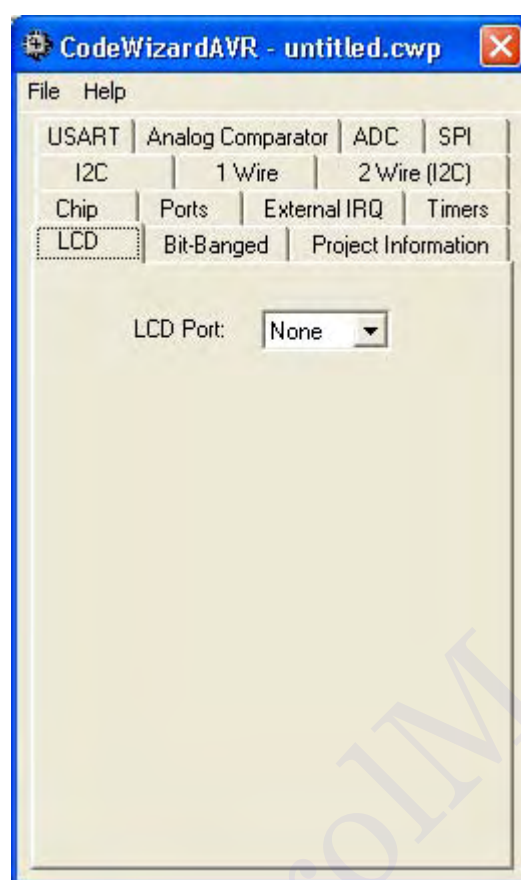 CodeWizardAVR - untitled.cwp
File Help
USART Analog Comparator ADC SPI
I2C 1 Wire 2 Wire (I2C)
Chip Ports External IRQ Timers
LCD Bit-Banged Project Information
LCD Port: None